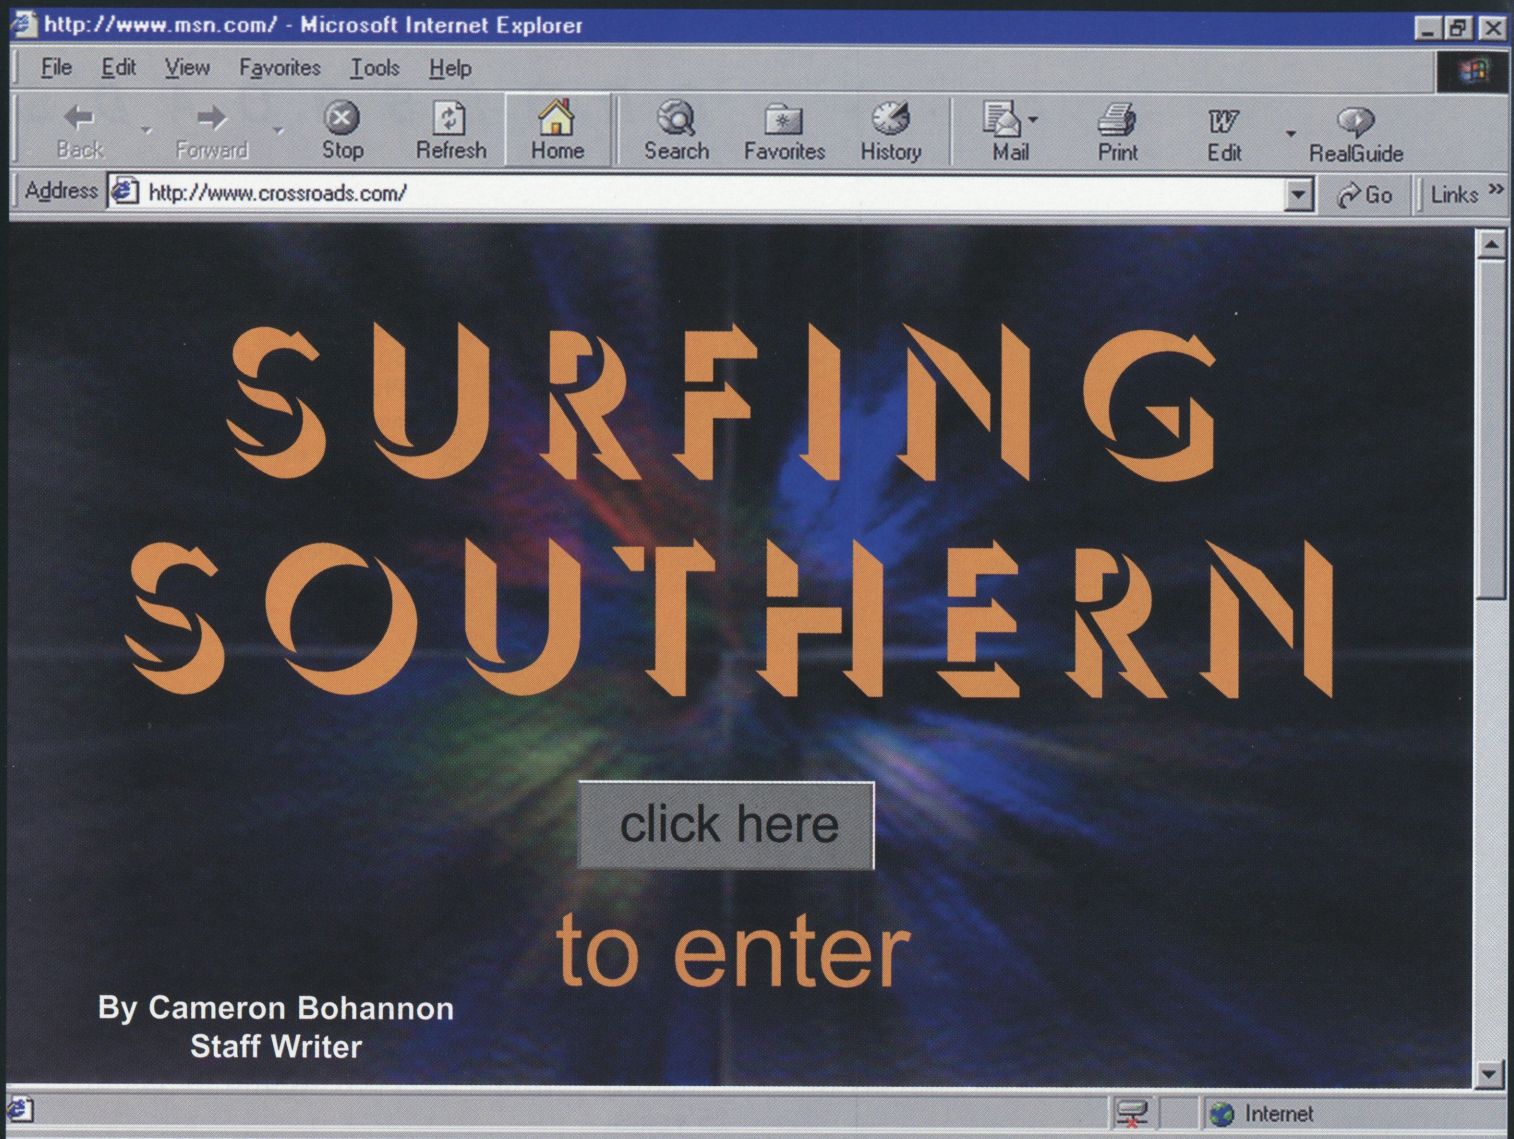 http://www.msn.com/ - Microsoft Internet Explorer
File Edit View Favorites Tools Help
Back Forward Stop Refresh Home Search Favorites History Mail Print Edit RealGuide
Address http://www.crossroads.com/ Go Links »
SURFING
SOUTHERN
click here
to enter
By Cameron Bohannon
Staff Writer
Internet